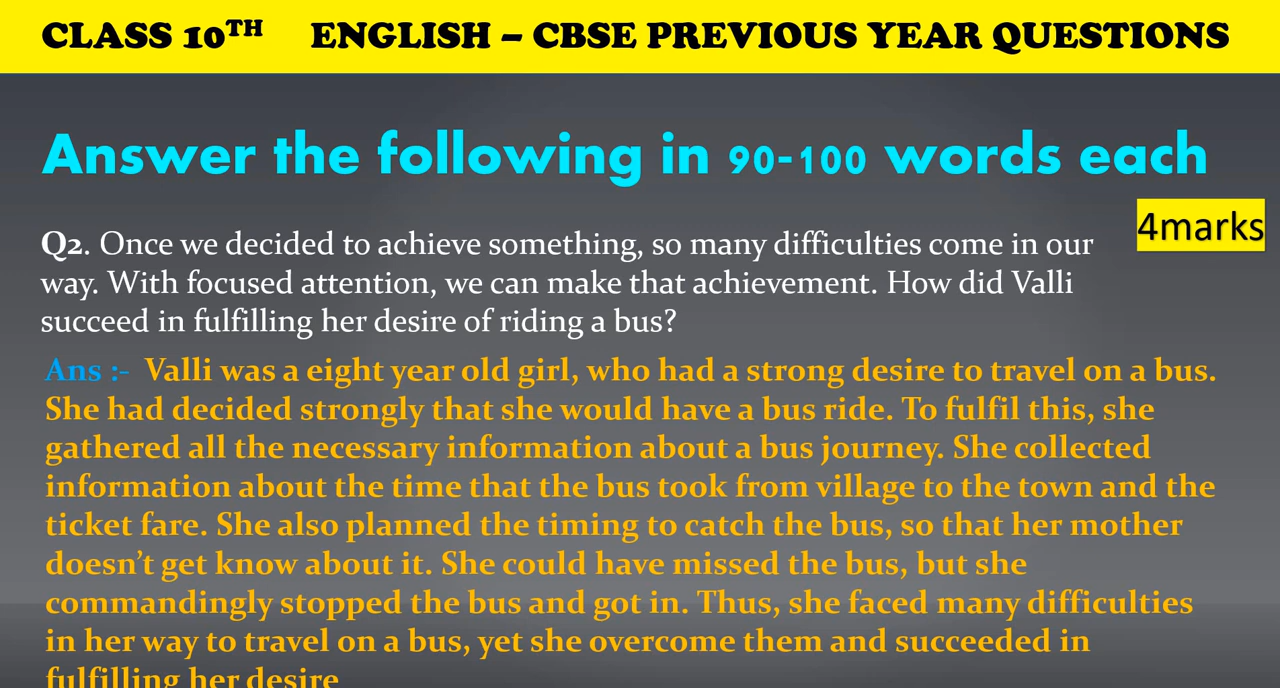 CLASS 10TH ENGLISH – CBSE PREVIOUS YEAR QUESTIONS
Answer the following in 90-100 words each
4marks
Q2. Once we decided to achieve something, so many difficulties come in our
way. With focused attention, we can make that achievement. How did Valli
succeed in fulfilling her desire of riding a bus?
Ans :- Valli was a eight year old girl, who had a strong desire to travel on a bus.
She had decided strongly that she would have a bus ride. To fulfil this, she
gathered all the necessary information about a bus journey. She collected
information about the time that the bus took from village to the town and the
ticket fare. She also planned the timing to catch the bus, so that her mother
doesn’t get know about it. She could have missed the bus, but she
commandingly stopped the bus and got in. Thus, she faced many difficulties
in her way to travel on a bus, yet she overcome them and succeeded in
fulfilling her desire